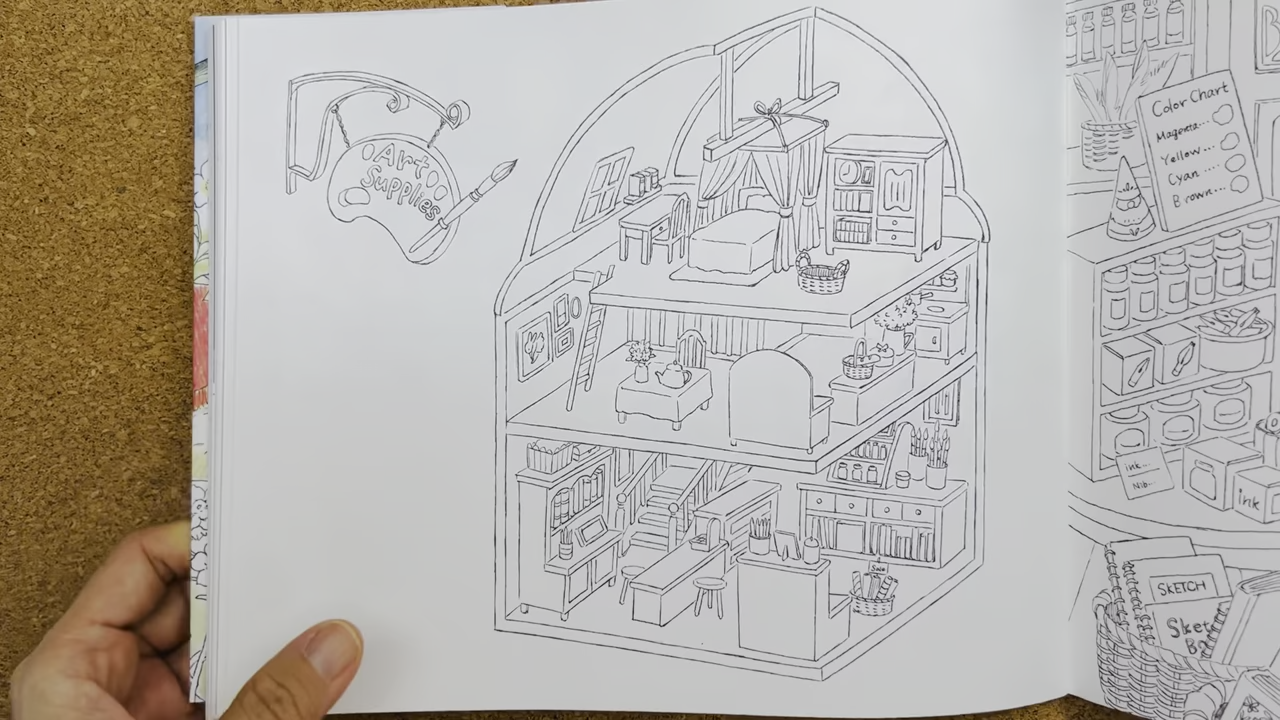 Art
Supplies
Sale
Color Chart
Magenta...
Yellow...
Cyan...
Brown...
ink...
Nib...
ink
SKETCH
Sket